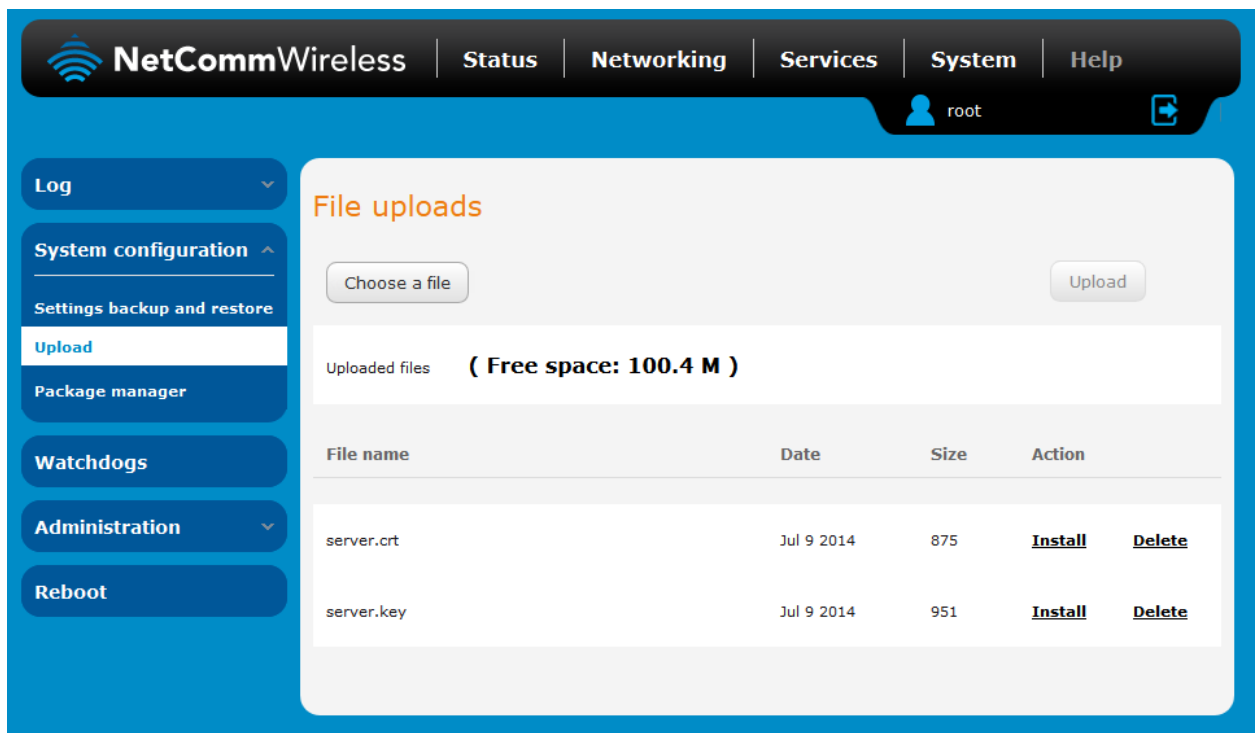 NetCommWireless Status Networking Services System Help
root
Log
System configuration
Settings backup and restore
Upload
Package manager
Watchdogs
Administration
Reboot
File uploads
Choose a file Upload
Uploaded files ( Free space: 100.4 M )
File name Date Size Action
server.crt Jul 9 2014 875 Install Delete
server.key Jul 9 2014 951 Install Delete